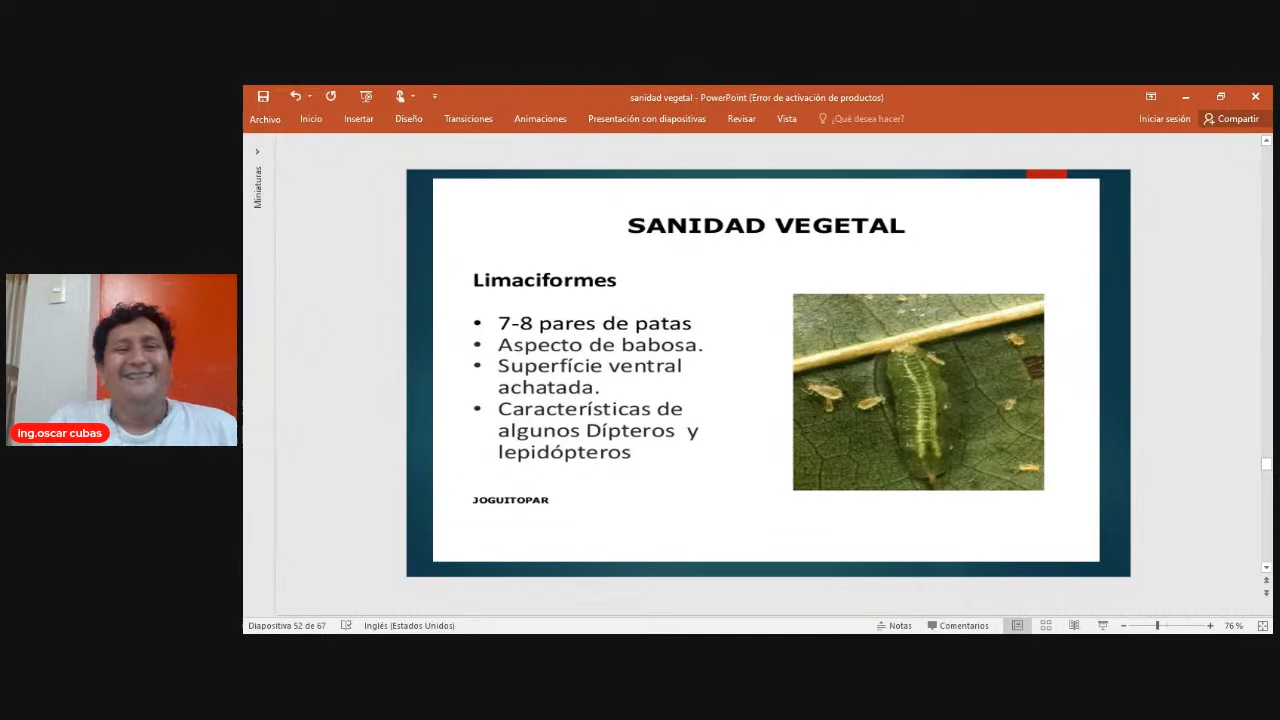 sanidad vegetal - PowerPoint (Error de activación de productos)
Archivo Inicio Insertar Diseño Transiciones Animaciones Presentación con diapositivas Revisar Vista ¿Qué desea hacer? Iniciar sesión Compartir
Miniaturas
SANIDAD VEGETAL
Limaciformes
• 7-8 pares de patas
• Aspecto de babosa.
• Superfície ventral
achatada.
• Características de
algunos Dípteros y
lepidópteros
JOGUITOPAR
ing.oscar cubas
Diapositiva 52 de 67 Inglés (Estados Unidos) Notas Comentarios 76 %